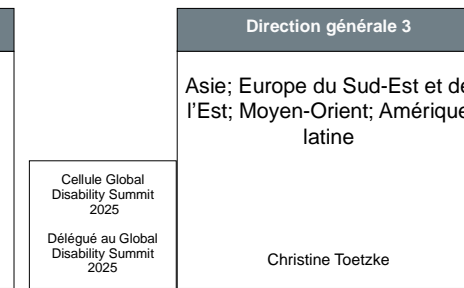 Direction générale 3
Asie; Europe du Sud-Est et de
l'Est; Moyen-Orient; Amérique
latine
Cellule Global
Disability Summit
2025
Délégué au Global
Disability Summit
2025
Christine Toetzke